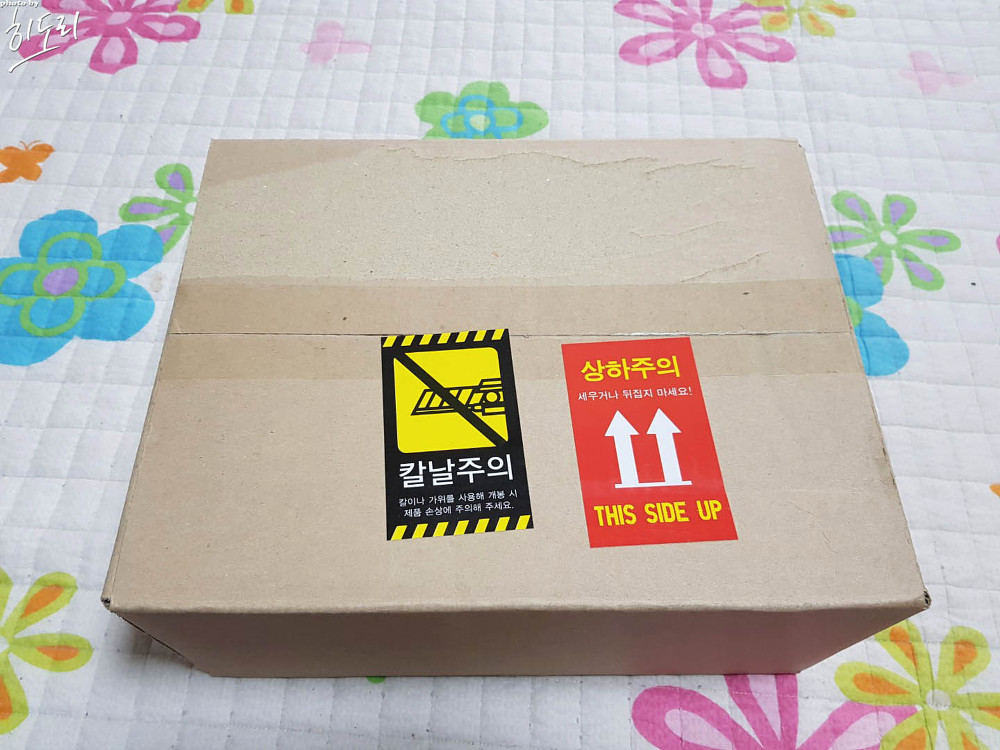 photo by
히도리
칼날주의
칼이나 가위를 사용해 개봉 시
제품 손상에 주의해 주세요.
상하주의
세우거나 뒤집지 마세요!
THIS SIDE UP